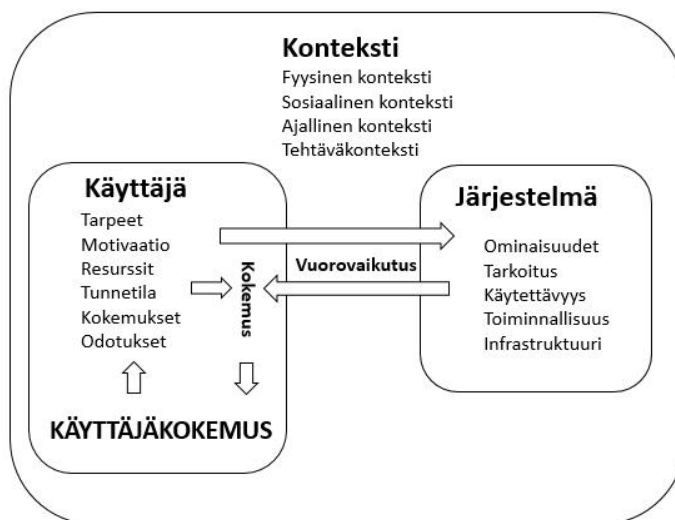 Konteksti
Fyysinen konteksti
Sosiaalinen konteksti
Ajallinen konteksti
Tehtäväkonteksti
Käyttäjä
Tarpeet
Motivaatio
Resurssit
Tunnetila
Kokemukset
Odotukset
Kokemus
KÄYTTÄJÄKOKEMUS
Vuorovaikutus
Järjestelmä
Ominaisuudet
Tarkoitus
Käytettävyys
Toiminnallisuus
Infrastruktuuri